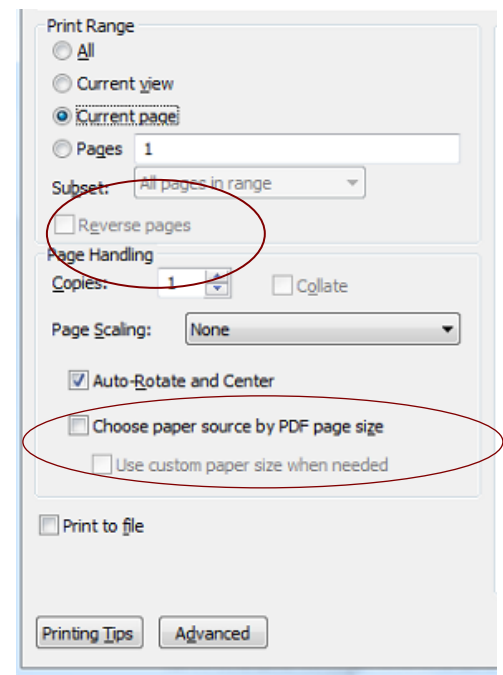 Print Range
All
Current view
Current page
Pages 1
Subset: All pages in range
Reverse pages
Page Handling
Copies: 1 Collate
Page Scaling: None
Auto-Rotate and Center
Choose paper source by PDF page size
Use custom paper size when needed
Print to file
Printing Tips Advanced